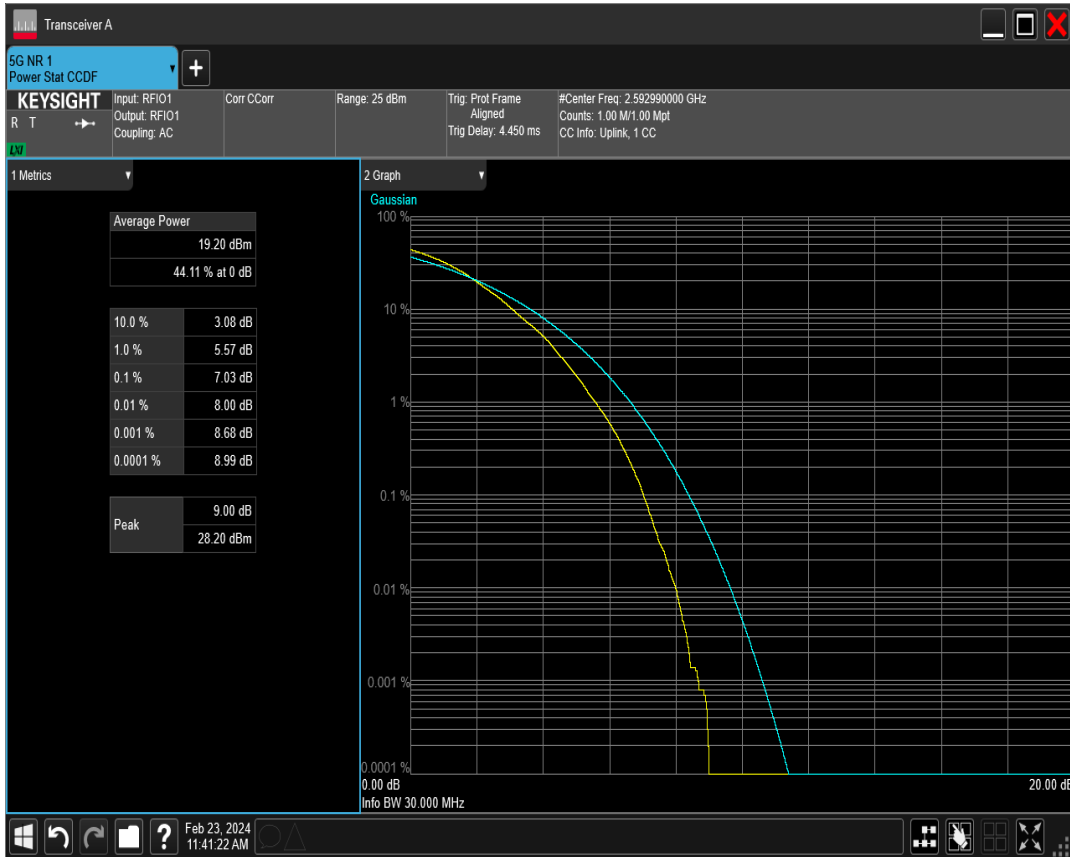 Transceiver A
5G NR 1
Power Stat CCDF
+
KEYSIGHT
R T
LXI
Input: RFIO1
Output: RFIO1
Coupling: AC
Corr CCorr
Range: 25 dBm
Trig: Prot Frame
Aligned
Trig Delay: 4.450 ms
#Center Freq: 2.592990000 GHz
Counts: 1.00 M/1.00 Mpt
CC Info: Uplink, 1 CC
1 Metrics
Average Power
19.20 dBm
44.11 % at 0 dB
10.0 % 3.08 dB
1.0 % 5.57 dB
0.1 % 7.03 dB
0.01 % 8.00 dB
0.001 % 8.68 dB
0.0001 % 8.99 dB
Peak
9.00 dB
28.20 dBm
2 Graph
Gaussian
100 %
10 %
1 %
0.1 %
0.01 %
0.001 %
0.0001 %
0.00 dB 20.00 dB
Info BW 30.000 MHz
?
Feb 23, 2024
11:41:22 AM